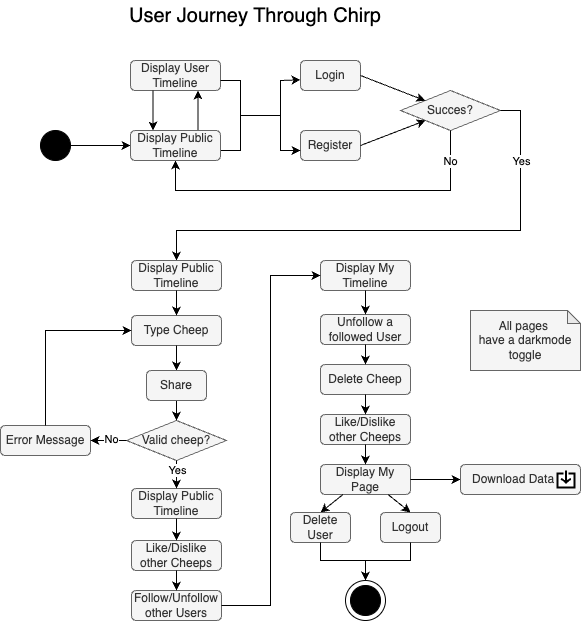 User Journey Through Chirp
Display User
Timeline
Login
Succes?
Display Public
Timeline
Register
No
Yes
Display Public
Timeline
Type Cheep
Share
Error Message
No
Valid cheep?
Yes
Display Public
Timeline
Like/Dislike
other Cheeps
Follow/Unfollow
other Users
Display My
Timeline
Unfollow a
followed User
Delete Cheep
Like/Dislike
other Cheeps
Display My
Page
Download Data
Delete
User
Logout
All pages
have a darkmode
toggle